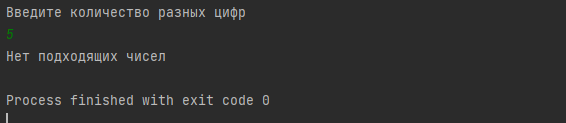 Введите количество разных цифр
5
Нет подходящих чисел
Process finished with exit code 0